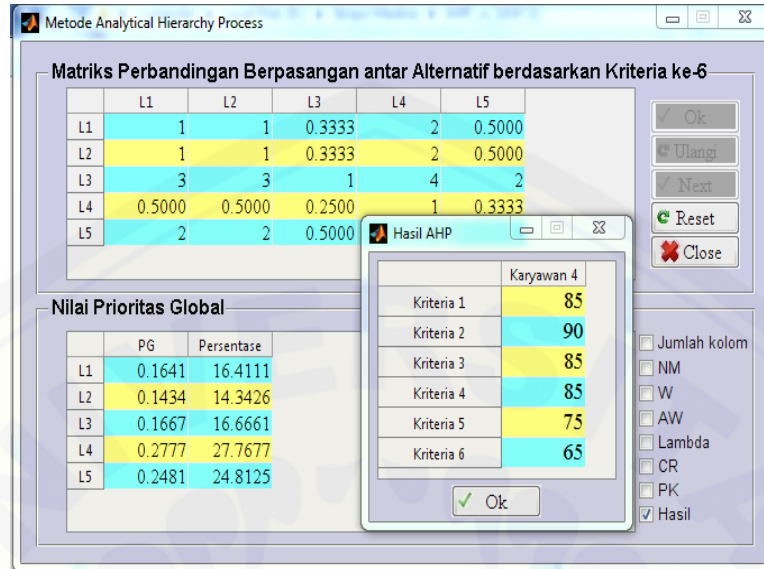 Metode Analytical Hierarchy Process
Matriks Perbandingan Berpasangan antar Alternatif berdasarkan Kriteria ke-6
L1 L2 L3 L4 L5
L1 1 1 0.3333 2 0.5000
L2 1 1 0.3333 2 0.5000
L3 3 3 1 4 2
L4 0.5000 0.5000 0.2500 1 0.3333
L5 2 2 0.5000
Ok
Ulangi
Next
Reset
Close
Hasil AHP
Karyawan 4
Kriteria 1 85
Kriteria 2 90
Kriteria 3 85
Kriteria 4 85
Kriteria 5 75
Kriteria 6 65
Ok
Nilai Prioritas Global
PG Persentase
L1 0.1641 16.4111
L2 0.1434 14.3426
L3 0.1667 16.6661
L4 0.2777 27.7677
L5 0.2481 24.8125
Jumlah kolom
NM
W
AW
Lambda
CR
PK
Hasil